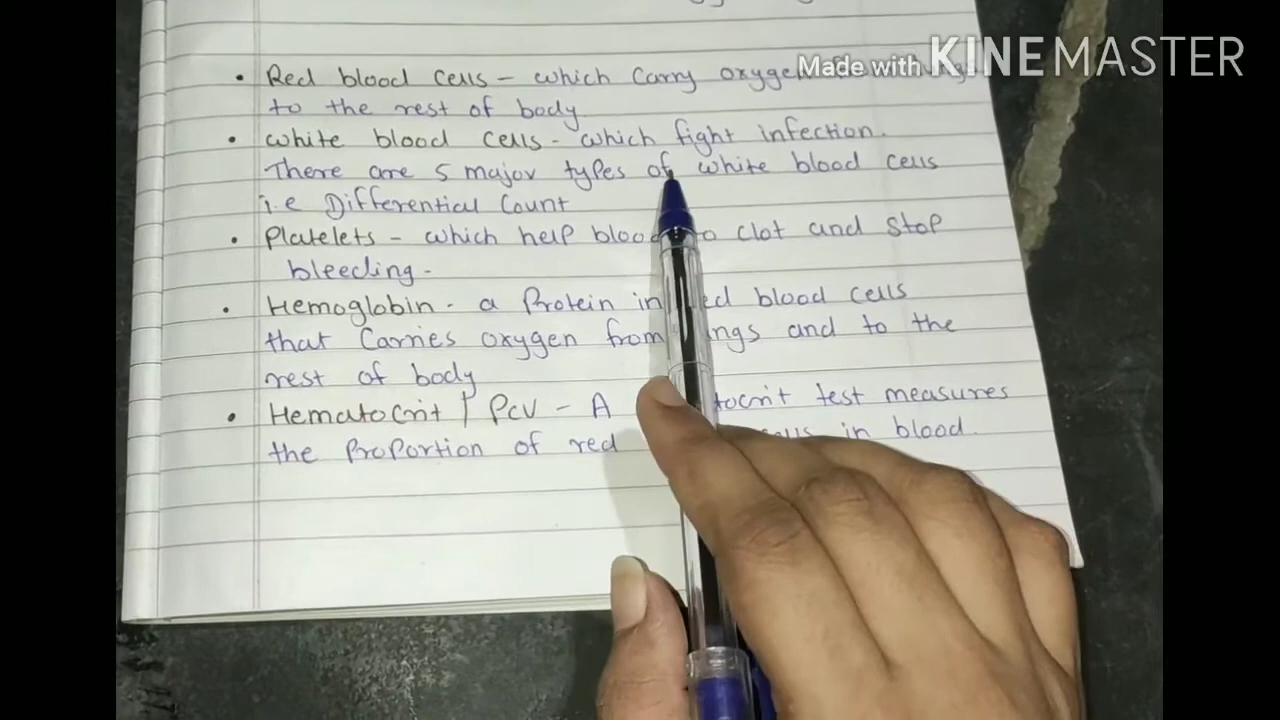 Made with KINEMASTER
• Red blood cells - which carry oxygen
to the rest of body
• White blood cells - which fight infection.
There are 5 major types of white blood cells
i.e Differential Count
• Platelets - which help blood to clot and stop
bleeding -
• Hemoglobin - a Protein in red blood cells
that carries oxygen from lungs and to the
rest of body
• Hematocrit | PCV - A test measures
the Proportion of red in blood.